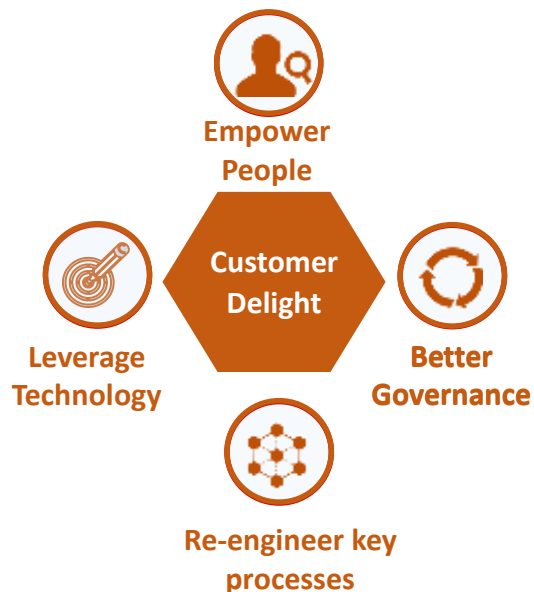 Empower
People
Customer
Delight
Leverage
Technology
Better
Governance
Re-engineer key
processes